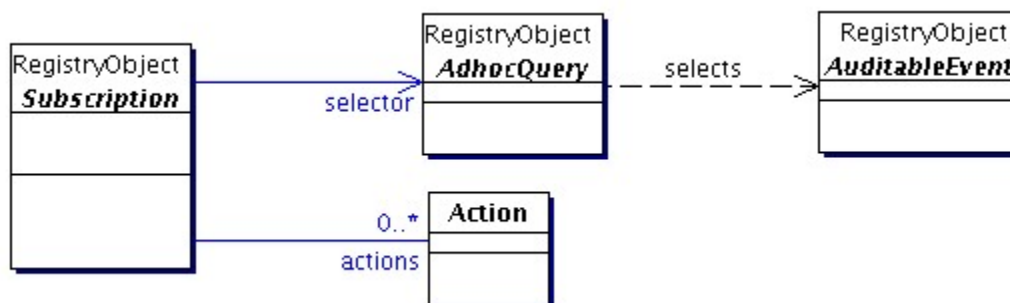 RegistryObject
Subscription
selector
RegistryObject
AdhocQuery
selects
RegistryObject
AuditableEvent
0..*
actions
Action